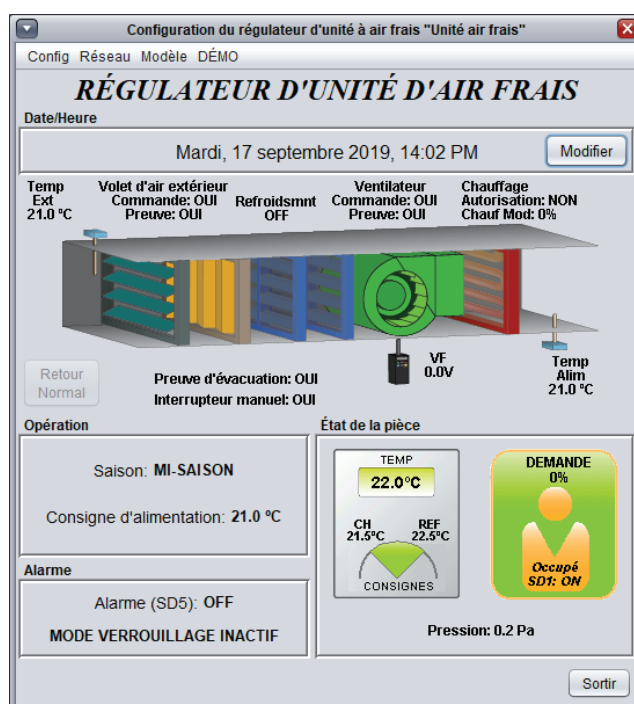 Configuration du régulateur d'unité à air frais "Unité air frais"
Config Réseau Modèle DÉMO
RÉGULATEUR D'UNITÉ D'AIR FRAIS
Date/Heure
Mardi, 17 septembre 2019, 14:02 PM
Modifier
Temp
Ext
21.0 °C
Volet d'air extérieur
Commande: OUI
Preuve: OUI
Refroidsmnt
OFF
Ventilateur
Commande: OUI
Preuve: OUI
Chauffage
Autorisation: NON
Chauf Mod: 0%
Retour
Normal
Preuve d'évacuation: OUI
Interrupteur manuel: OUI
VF
0.0V
Temp
Alim
21.0 °C
Opération
Saison: MI-SAISON
Consigne d'alimentation: 21.0 °C
Alarme
Alarme (SD5): OFF
MODE VERROUILLAGE INACTIF
État de la pièce
TEMP
22.0°C
CH
21.5°C
REF
22.5°C
CONSIGNES
DEMANDE
0%
Occupé
SD1: ON
Pression: 0.2 Pa
Sortir